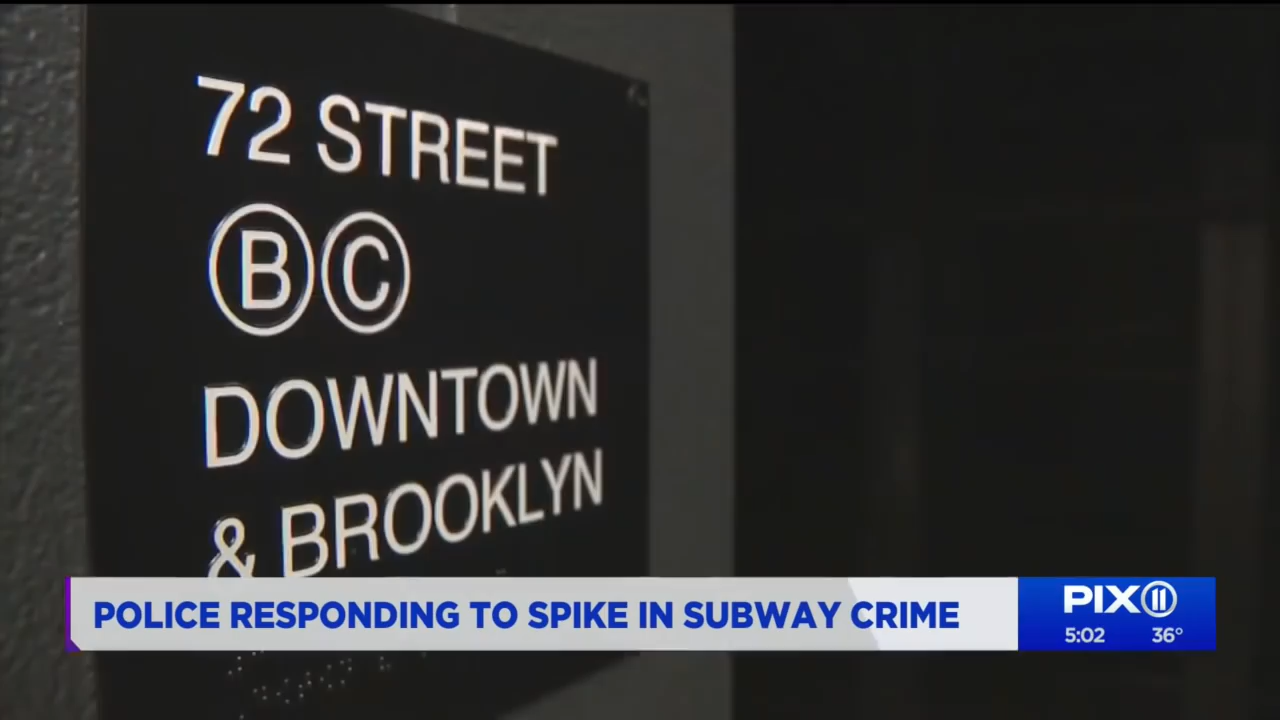 72 STREET
B C
DOWNTOWN
& BROOKLYN
POLICE RESPONDING TO SPIKE IN SUBWAY CRIME
PIX11
5:02 36°